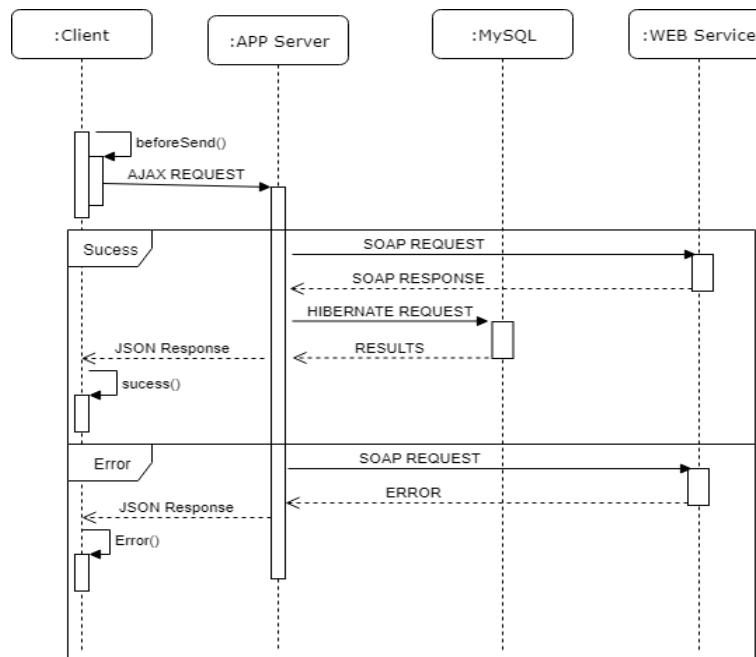 :Client
:APP Server
:MySQL
:WEB Service
beforeSend()
AJAX REQUEST
Sucess
SOAP REQUEST
SOAP RESPONSE
HIBERNATE REQUEST
JSON Response
RESULTS
sucess()
Error
SOAP REQUEST
ERROR
JSON Response
Error()